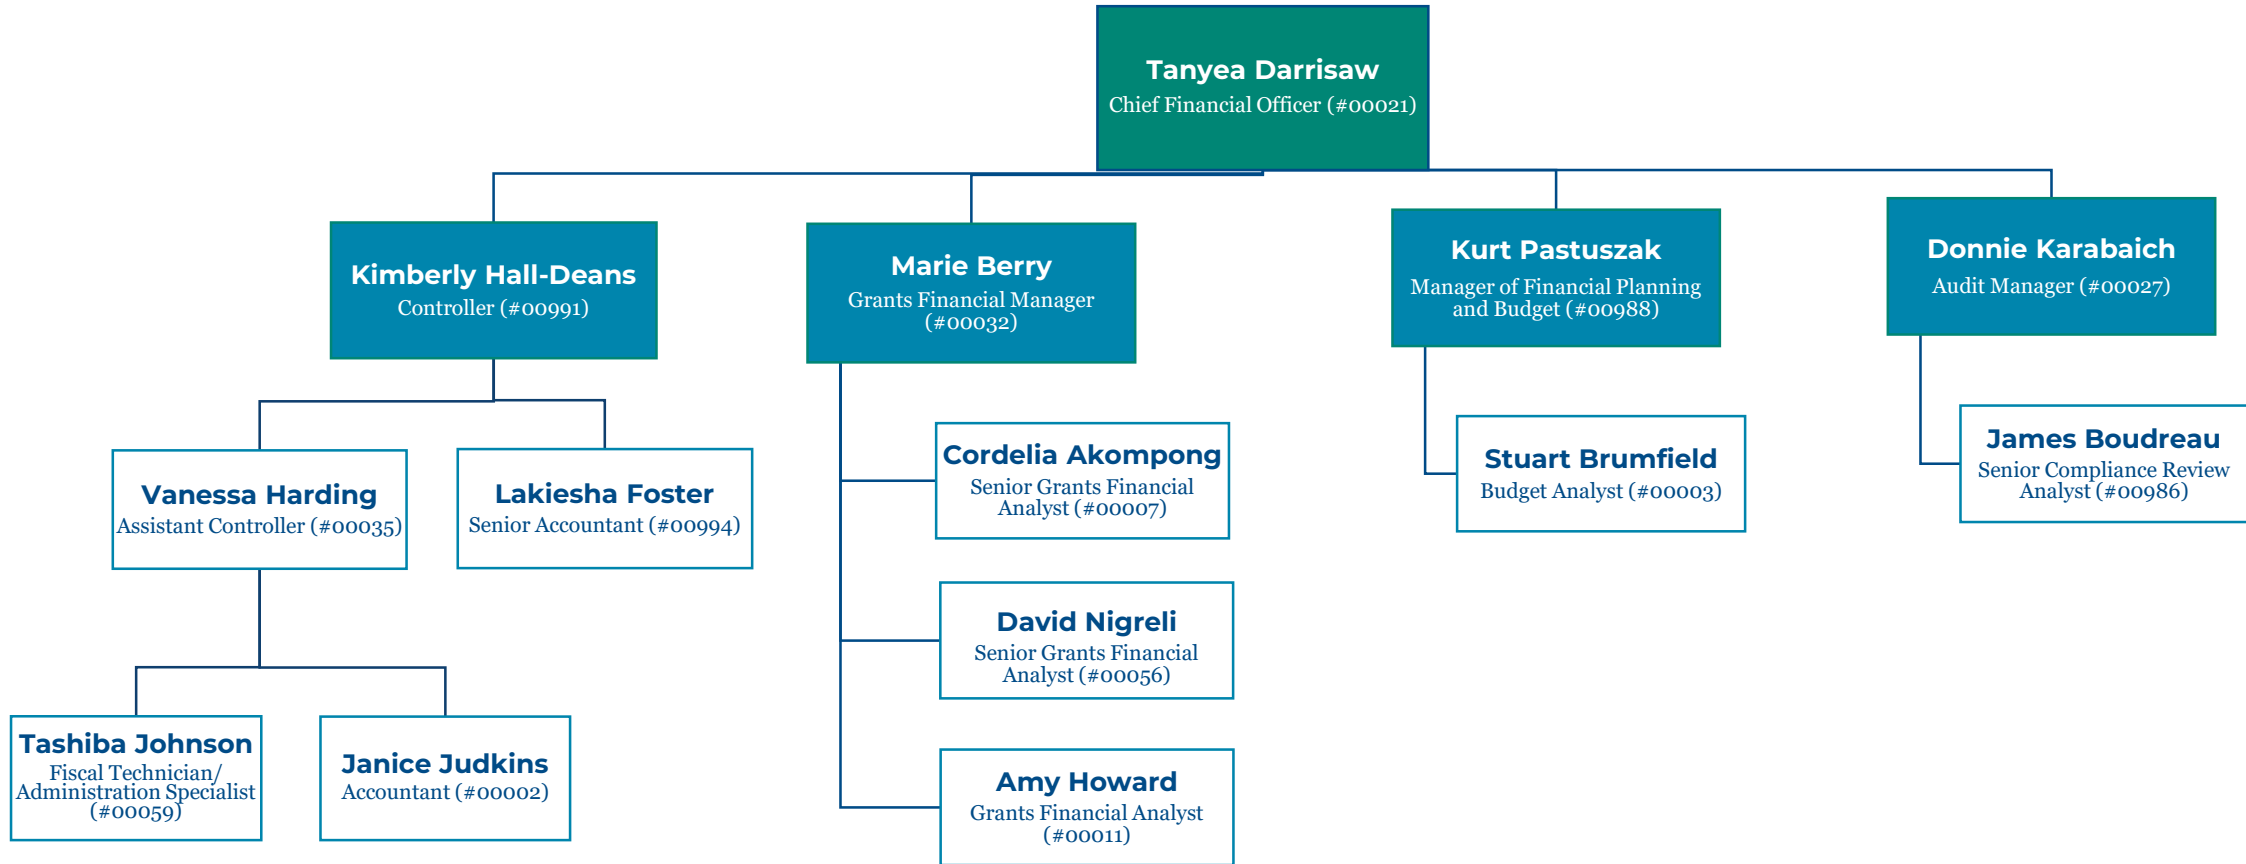 Tanyea Darrisaw
Chief Financial Officer (#00021)
Kimberly Hall-Deans
Controller (#00991)
Marie Berry
Grants Financial Manager
(#00032)
Kurt Pastuszak
Manager of Financial Planning
and Budget (#00988)
Donnie Karabaich
Audit Manager (#00027)
Vanessa Harding
Assistant Controller (#00035)
Lakiesha Foster
Senior Accountant (#00994)
Cordelia Akompong
Senior Grants Financial
Analyst (#00007)
Stuart Brumfield
Budget Analyst (#00003)
James Boudreau
Senior Compliance Review
Analyst (#00986)
David Nigreli
Senior Grants Financial
Analyst (#00056)
Tashiba Johnson
Fiscal Technician/
Administration Specialist
(#00059)
Janice Judkins
Accountant (#00002)
Amy Howard
Grants Financial Analyst
(#00011)